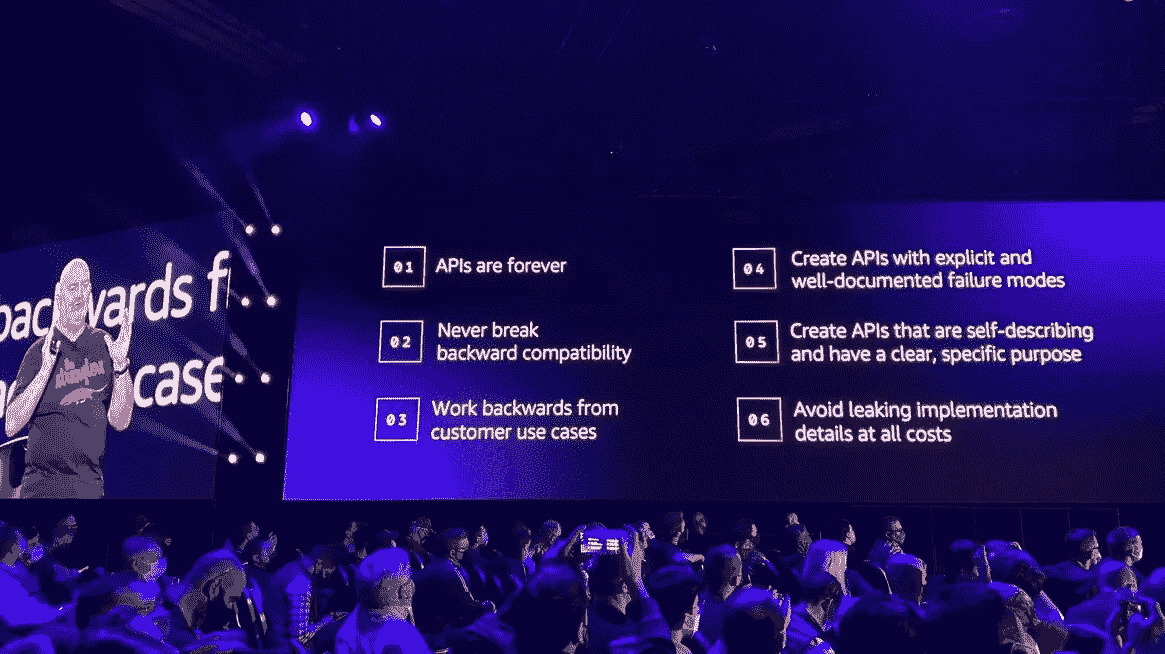 backwards f
case
01 APIs are forever
02 Never break
backward compatibility
03 Work backwards from
customer use cases
04 Create APIs with explicit and
well-documented failure modes
05 Create APIs that are self-describing
and have a clear, specific purpose
06 Avoid leaking implementation
details at all costs